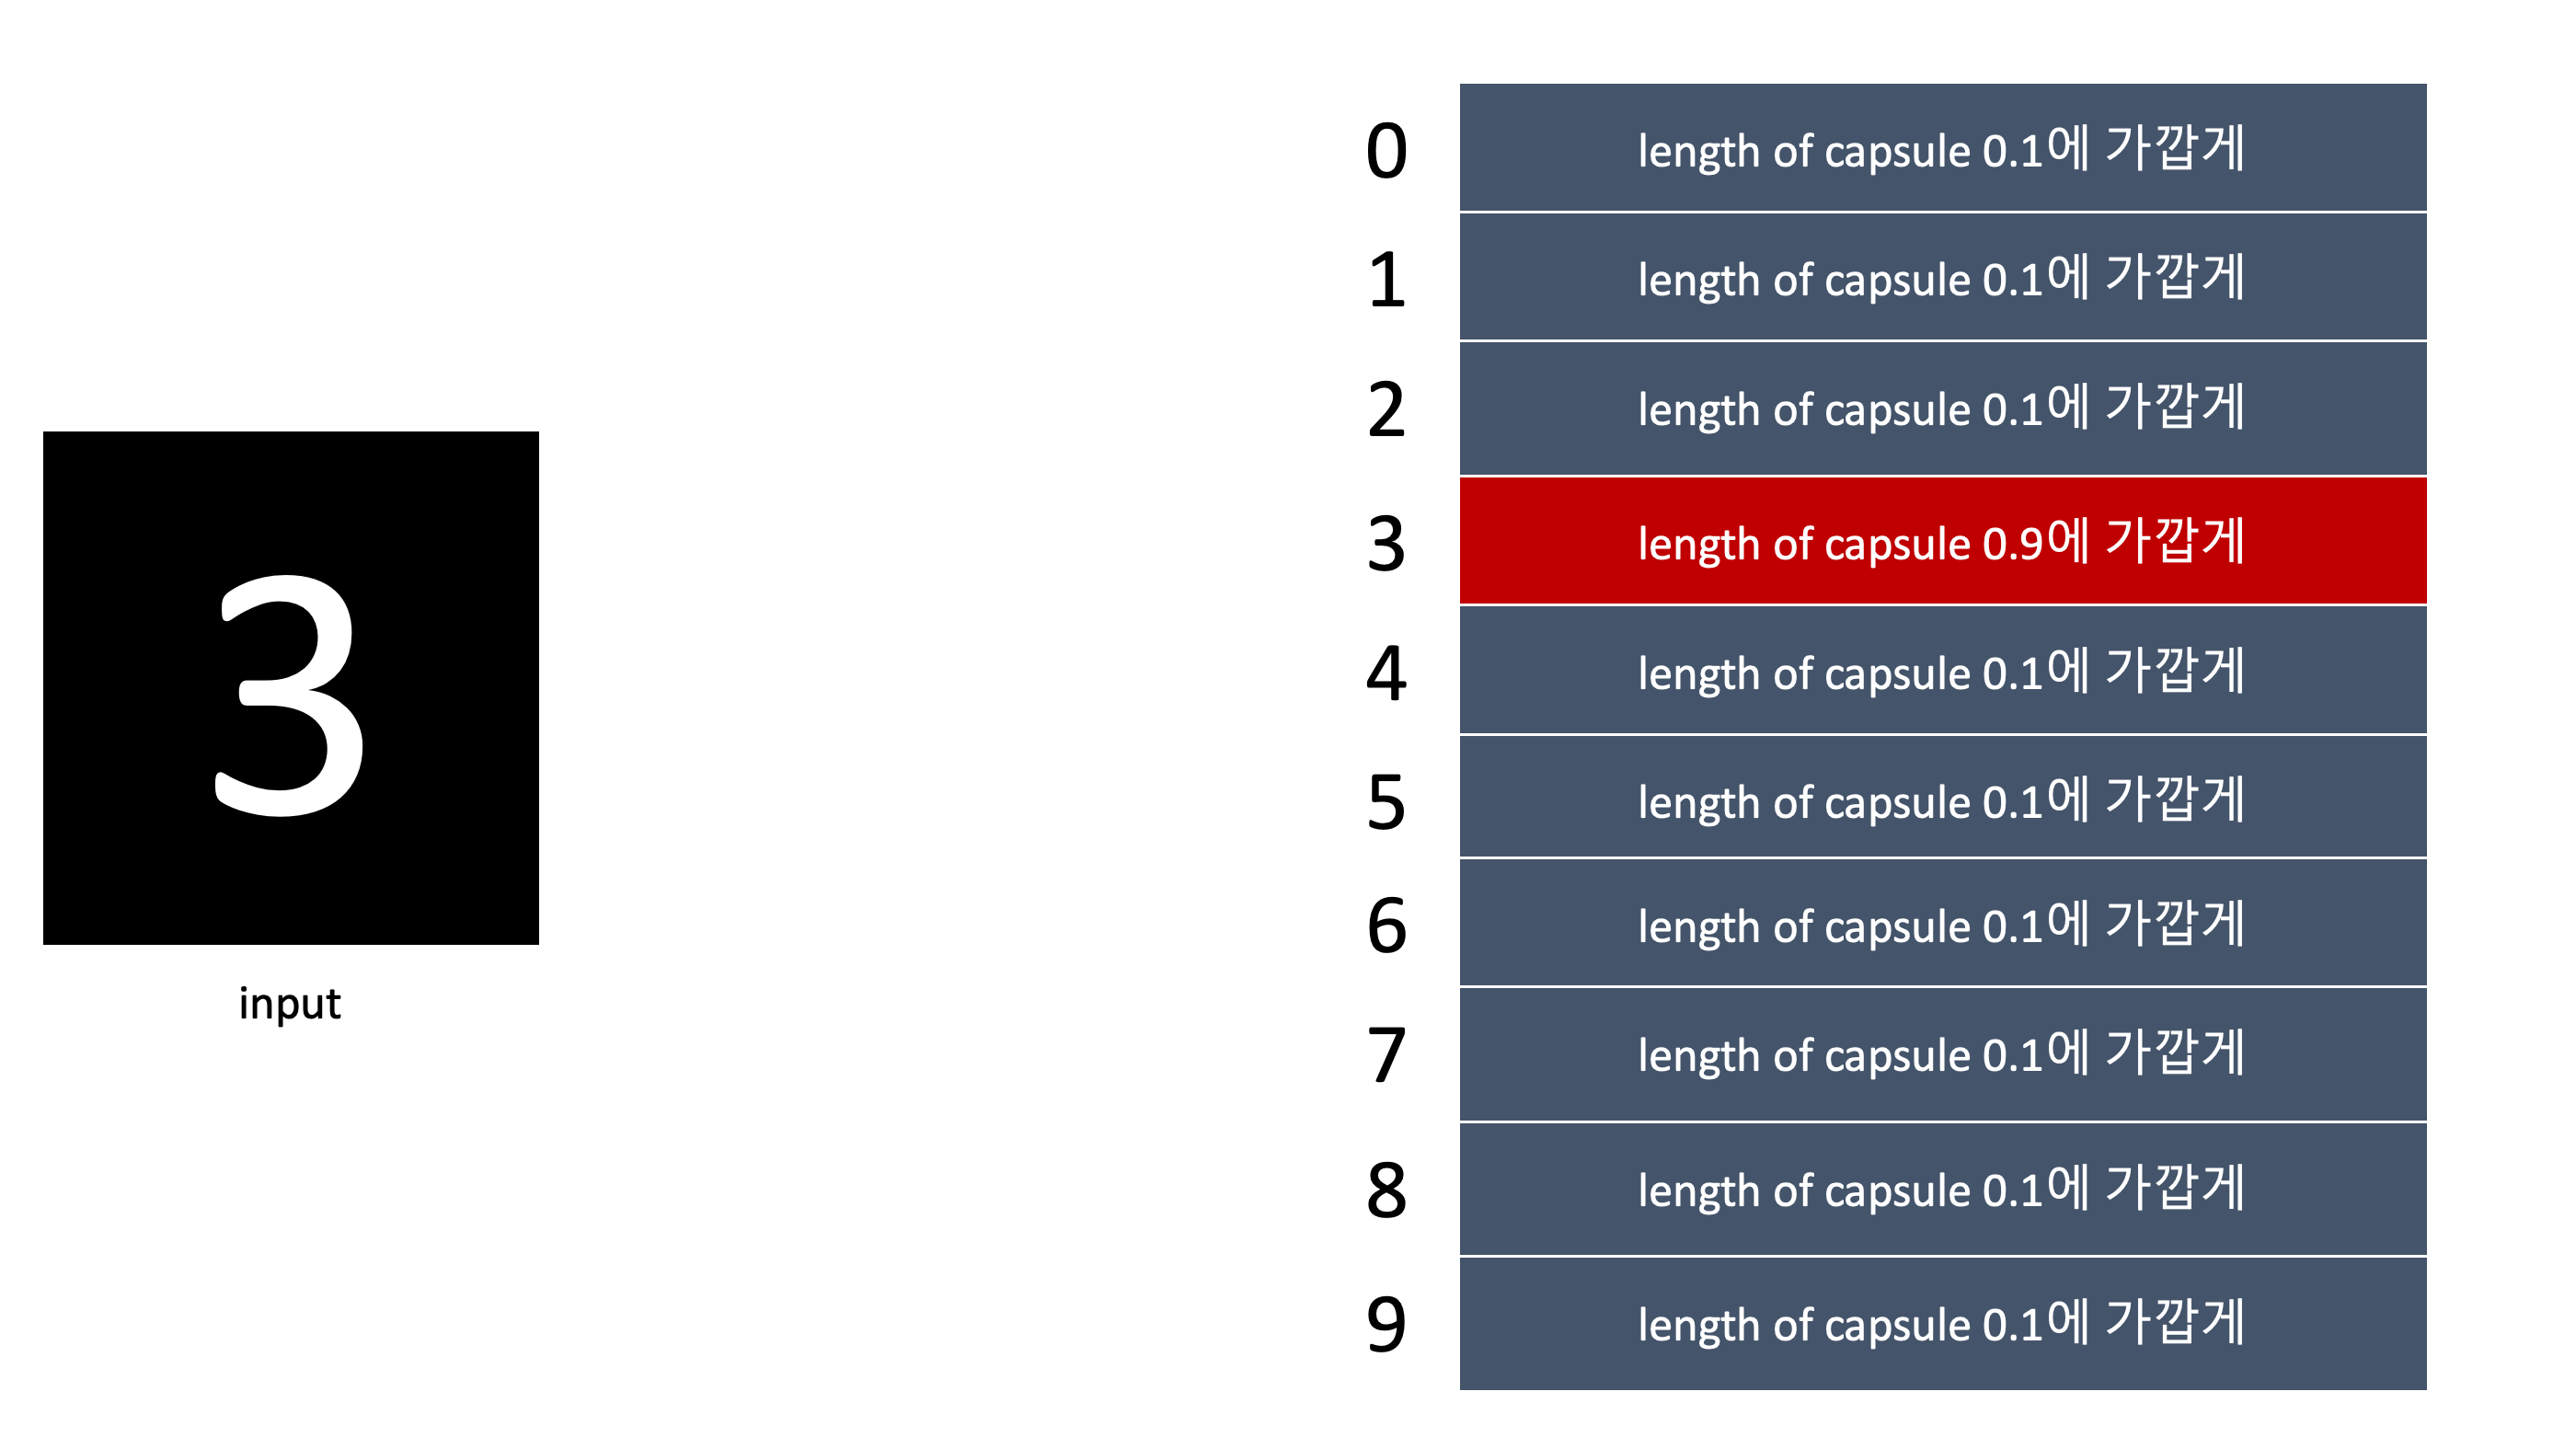 3
input
0 length of capsule 0.1에 가깝게
1 length of capsule 0.1에 가깝게
2 length of capsule 0.1에 가깝게
3 length of capsule 0.9에 가깝게
4 length of capsule 0.1에 가깝게
5 length of capsule 0.1에 가깝게
6 length of capsule 0.1에 가깝게
7 length of capsule 0.1에 가깝게
8 length of capsule 0.1에 가깝게
9 length of capsule 0.1에 가깝게